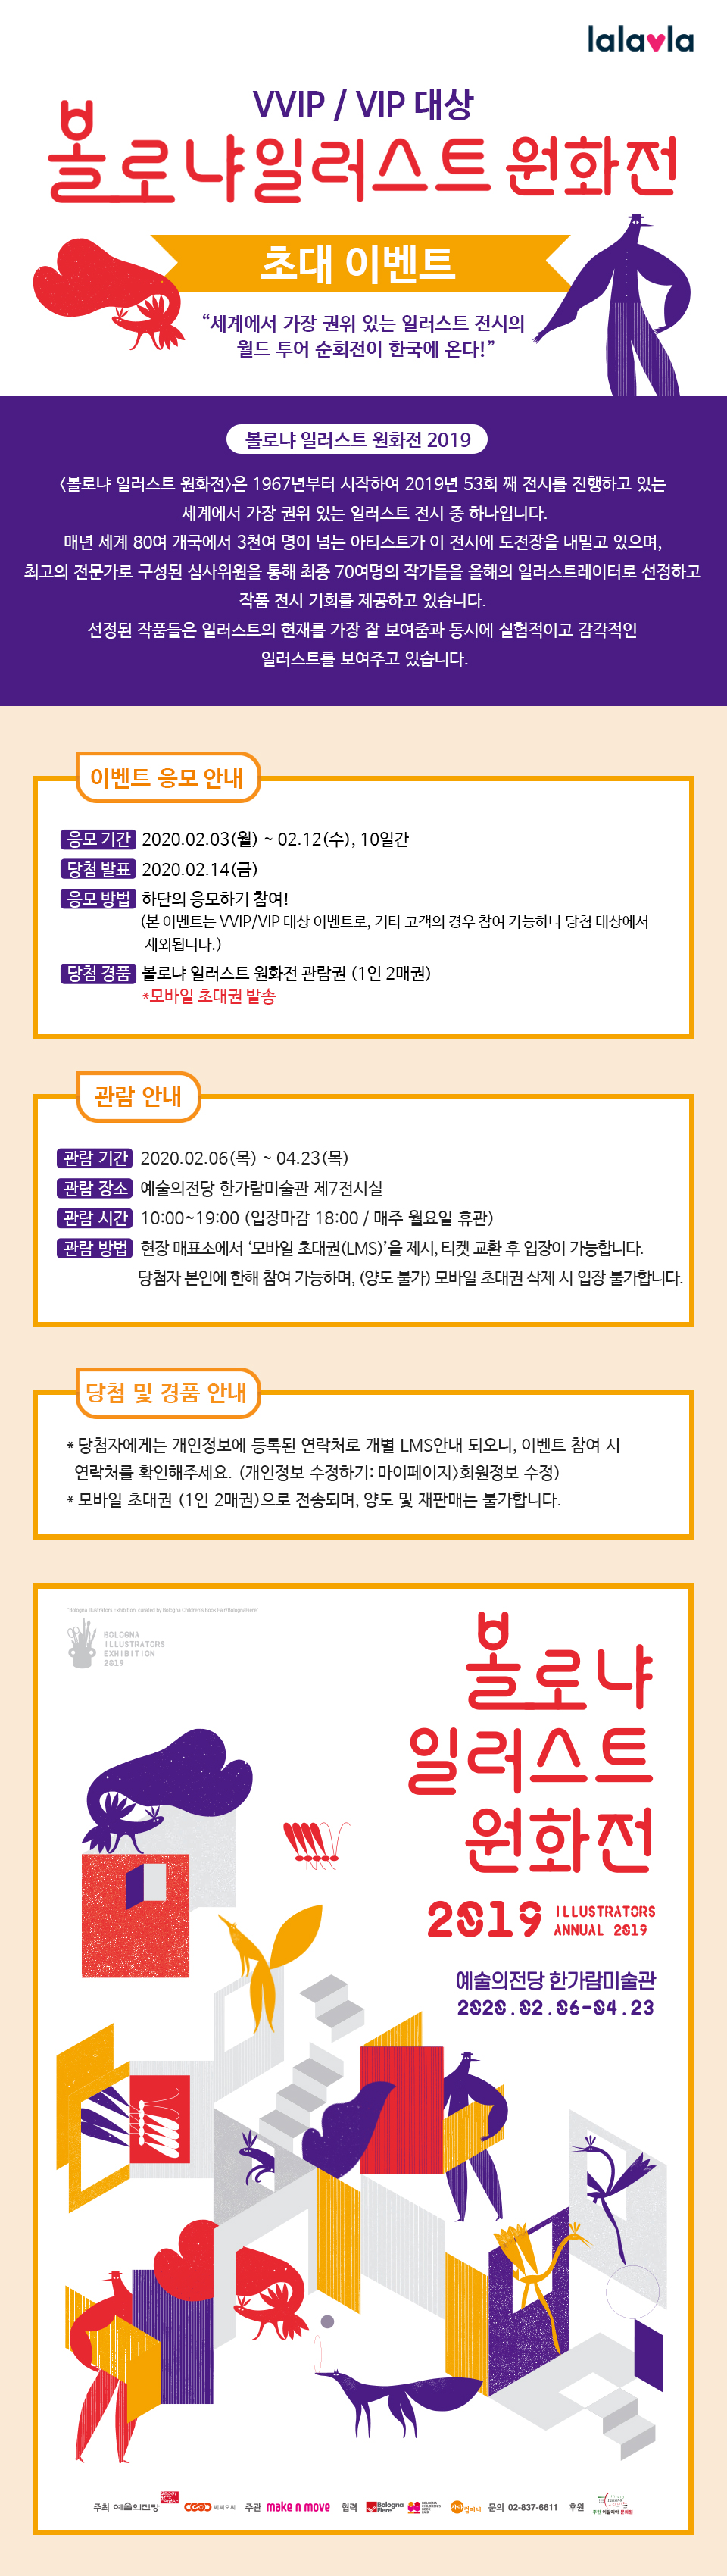 lalavla
VVIP / VIP 대상
볼로냐일러스트 원화전
초대 이벤트
“세계에서 가장 권위 있는 일러스트 전시의
월드 투어 순회전이 한국에 온다!”
볼로냐 일러스트 원화전 2019
<볼로냐 일러스트 원화전>은 1967년부터 시작하여 2019년 53회 째 전시를 진행하고 있는
세계에서 가장 권위 있는 일러스트 전시 중 하나입니다.
매년 세계 80여 개국에서 3천여 명이 넘는 아티스트가 이 전시에 도전장을 내밀고 있으며,
최고의 전문가로 구성된 심사위원을 통해 최종 70여명의 작가들을 올해의 일러스트레이터로 선정하고
작품 전시 기회를 제공하고 있습니다.
선정된 작품들은 일러스트의 현재를 가장 잘 보여줌과 동시에 실험적이고 감각적인
일러스트를 보여주고 있습니다.
이벤트 응모 안내
응모 기간 2020.02.03(월) ~ 02.12(수), 10일간
당첨 발표 2020.02.14(금)
응모 방법 하단의 응모하기 참여!
(본 이벤트는 VVIP/VIP 대상 이벤트로, 기타 고객의 경우 참여 가능하나 당첨 대상에서
제외됩니다.)
당첨 경품 볼로냐 일러스트 원화전 관람권 (1인 2매권)
*모바일 초대권 발송
관람 안내
관람 기간 2020.02.06(목) ~ 04.23(목)
관람 장소 예술의전당 한가람미술관 제7전시실
관람 시간 10:00~19:00 (입장마감 18:00 / 매주 월요일 휴관)
관람 방법 현장 매표소에서 ‘모바일 초대권(LMS)’을 제시, 티켓 교환 후 입장이 가능합니다.
당첨자 본인에 한해 참여 가능하며, (양도 불가) 모바일 초대권 삭제 시 입장 불가합니다.
당첨 및 경품 안내
* 당첨자에게는 개인정보에 등록된 연락처로 개별 LMS안내 되오니, 이벤트 참여 시
연락처를 확인해주세요. (개인정보 수정하기: 마이페이지>회원정보 수정)
* 모바일 초대권 (1인 2매권)으로 전송되며, 양도 및 재판매는 불가합니다.
"Bologna Illustrators Exhibition, curated by Bologna Children's Book Fair/BolognaFiere"
BOLOGNA
ILLUSTRATORS
EXHIBITION
2019
볼로냐
일러스트
원화전
2019 ILLUSTRATORS
ANNUAL 2019
예술의전당 한가람미술관
2020.02.06-04.23
주최 예술의전당 CCOC 씨씨오씨 주관 make n move 협력 Bologna Fiere 문의 02-837-6611 후원 주한 이탈리아 문화원